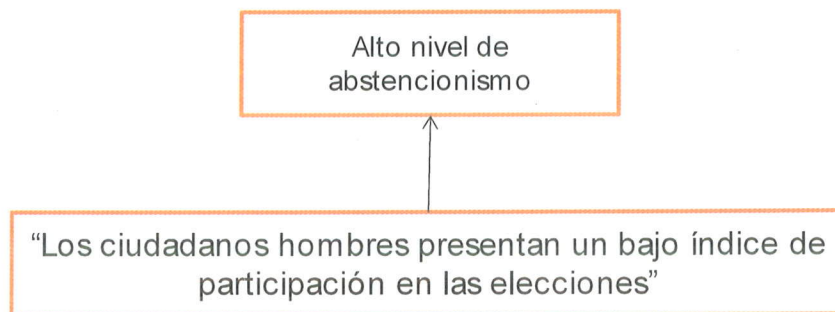 Alto nivel de
abstencionismo
“Los ciudadanos hombres presentan un bajo índice de
participación en las elecciones”